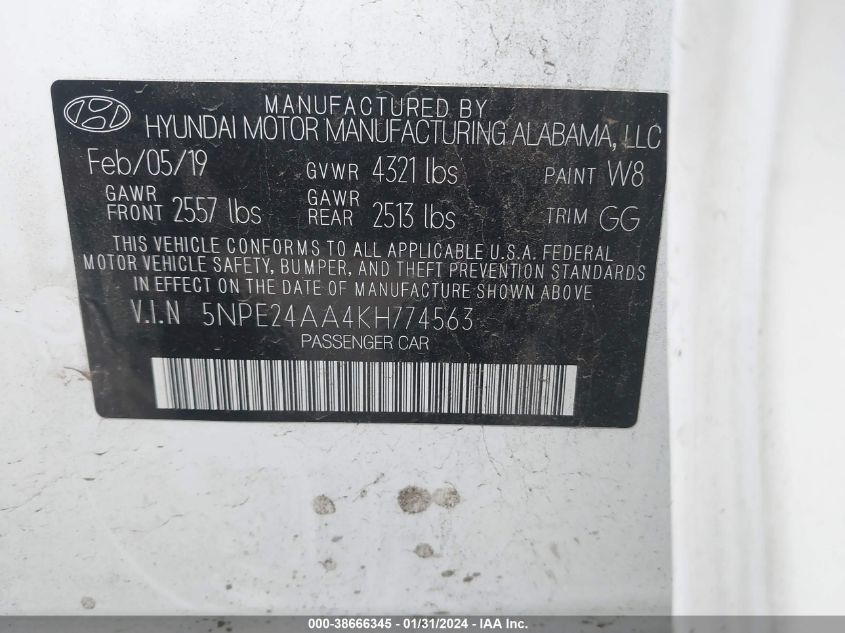 MANUFACTURED BY
HYUNDAI MOTOR MANUFACTURING ALABAMA, LLC
Feb/05/19 GVWR 4321 lbs PAINT W8
GAWR FRONT 2557 lbs GAWR REAR 2513 lbs TRIM GG
THIS VEHICLE CONFORMS TO ALL APPLICABLE U.S.A. FEDERAL
MOTOR VEHICLE SAFETY, BUMPER, AND THEFT PREVENTION STANDARDS
IN EFFECT ON THE DATE OF MANUFACTURE SHOWN ABOVE
V.I.N 5NPE24AA4KH774563
PASSENGER CAR
000-38666345 - 01/31/2024 - IAA Inc.